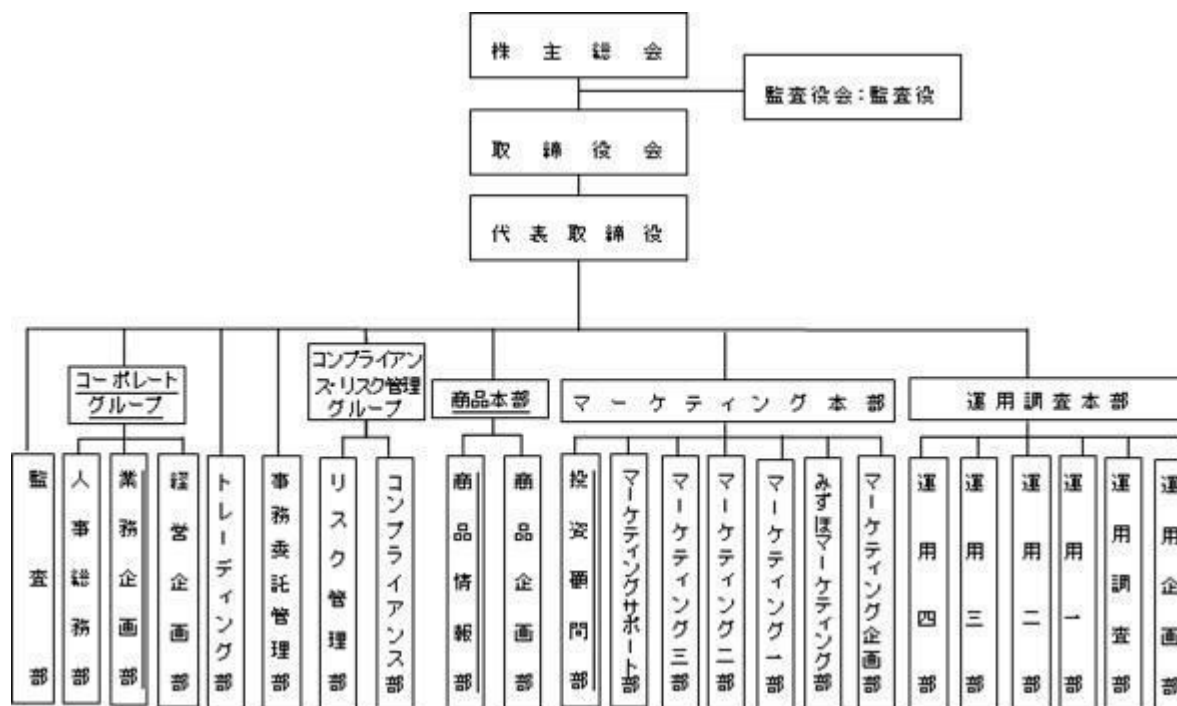 株主総会
監査役会：監査役
取締役会
代表取締役
コーポレート
グループ
コンプライアン
ス・リスク管理
グループ
商品本部
マーケティング本部
運用調査本部
監査部
人事総務部
業務企画部
経営企画部
トレーディング部
事務委託管理部
リスク管理部
コンプライアンス部
商品情報部
商品企画部
投資顧問部
マーケティングサポート部
マーケティング三部
マーケティング二部
マーケティング一部
みずほマーケティング部
マーケティング企画部
運用四部
運用三部
運用二部
運用一部
運用調査部
運用企画部